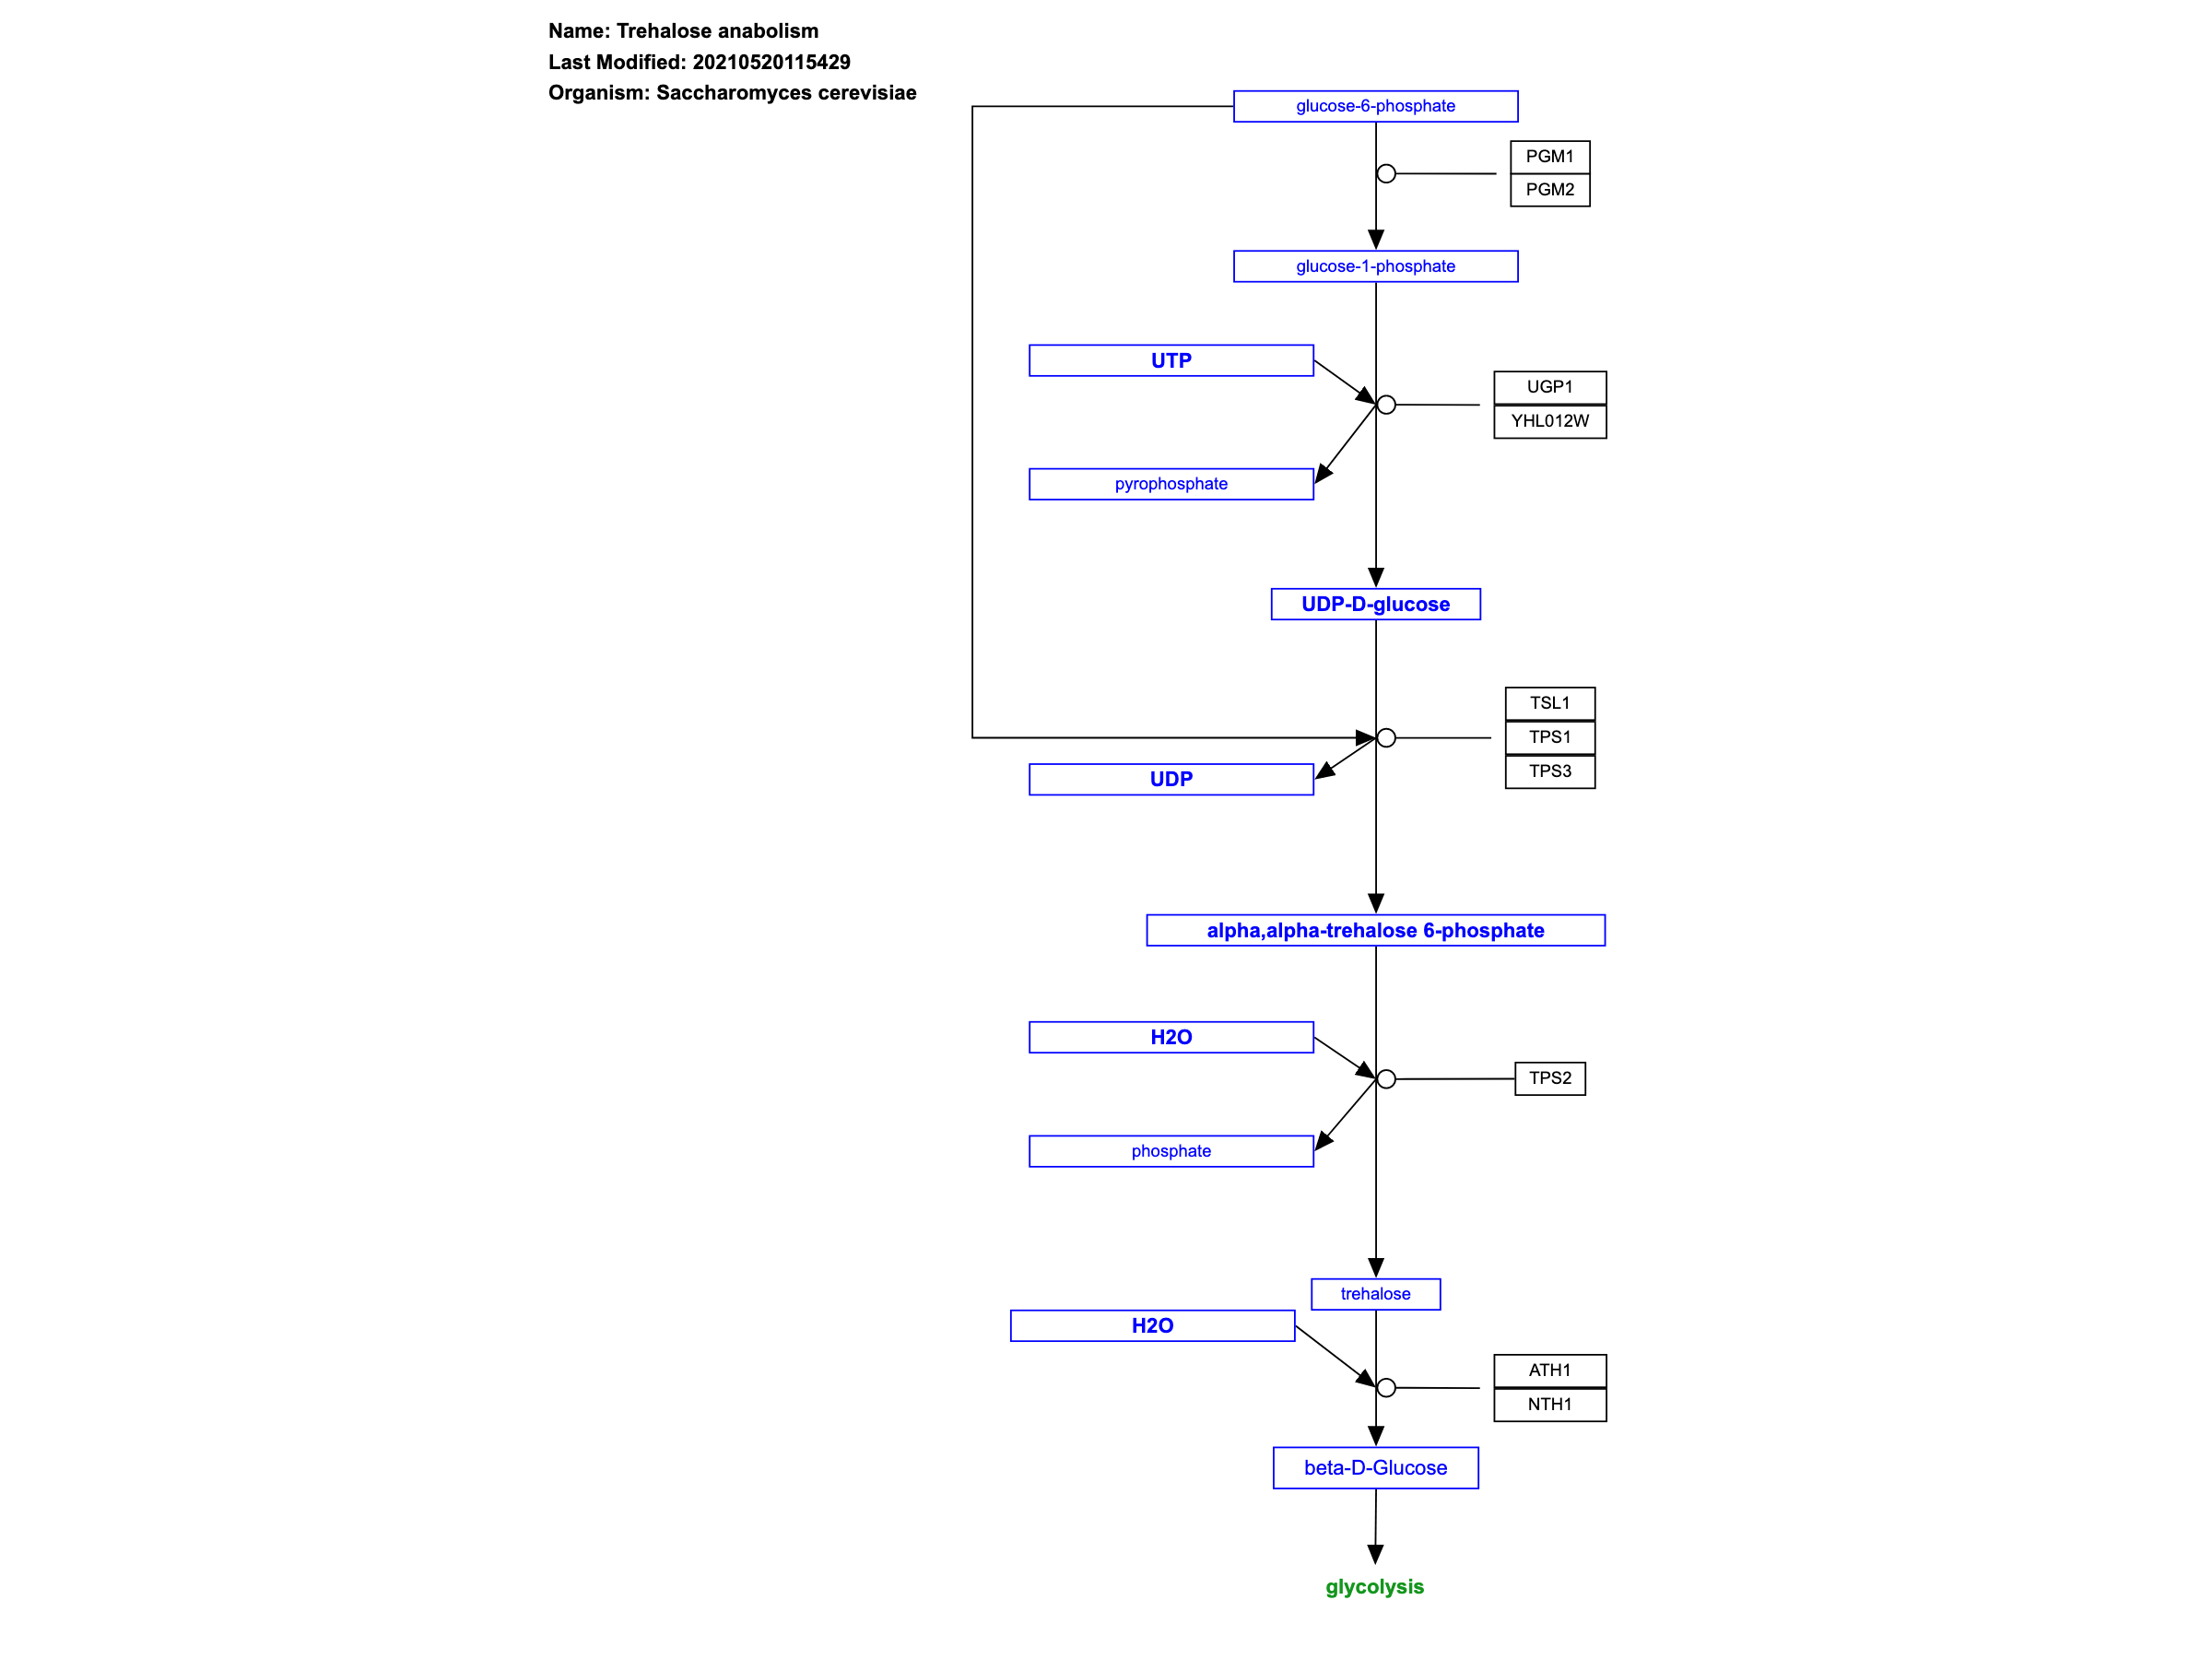 Name: Trehalose anabolism
Last Modified: 20210520115429
Organism: Saccharomyces cerevisiae
glucose-6-phosphate
PGM1
PGM2
glucose-1-phosphate
UTP
UGP1
YHL012W
pyrophosphate
UDP-D-glucose
TSL1
TPS1
TPS3
UDP
alpha,alpha-trehalose 6-phosphate
H2O
TPS2
phosphate
trehalose
H2O
ATH1
NTH1
beta-D-Glucose
glycolysis